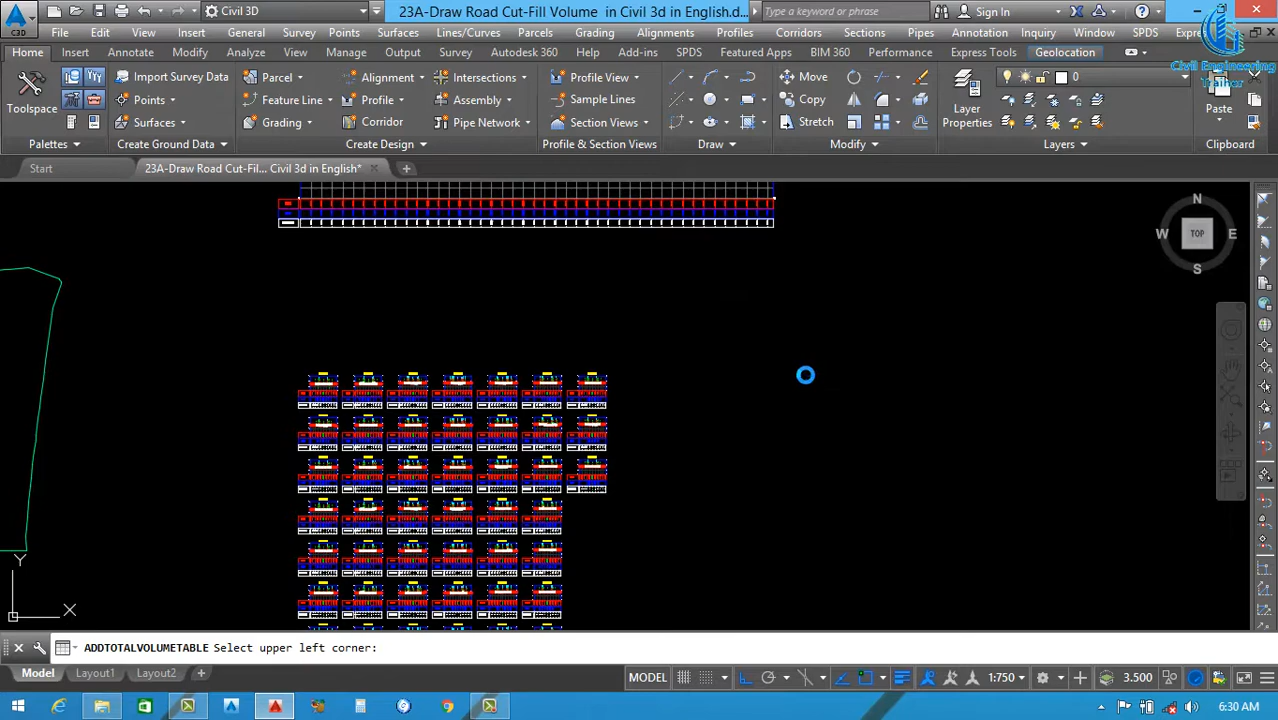 Civil 3D
23A-Draw Road Cut-Fill Volume in Civil 3d in English.d...
Type a keyword or phrase
Sign In
C3D
File Edit View Insert General Survey Points Surfaces Lines/Curves Parcels Grading Alignments Profiles Corridors Sections Pipes Annotation Inquiry Window SPDS
Home Insert Annotate Modify Analyze View Manage Output Survey Autodesk 360 Help Add-ins SPDS Featured Apps BIM 360 Performance Express Tools Geolocation
Civil Engineering
Trainer
Import Survey Data Parcel Alignment Intersections Profile View Move
Toolspace Points Feature Line Profile Assembly Sample Lines Copy Layer Properties 0 Paste
Surfaces Grading Corridor Pipe Network Section Views Stretch
Palettes Create Ground Data Create Design Profile & Section Views Draw Modify Layers Clipboard
Start 23A-Draw Road Cut-Fil... Civil 3d in English*
N
W TOP E
S
Y
X
ADDTOTALVOLUMETABLE Select upper left corner:
Model Layout1 Layout2 MODEL 1:750 3.500
6:30 AM